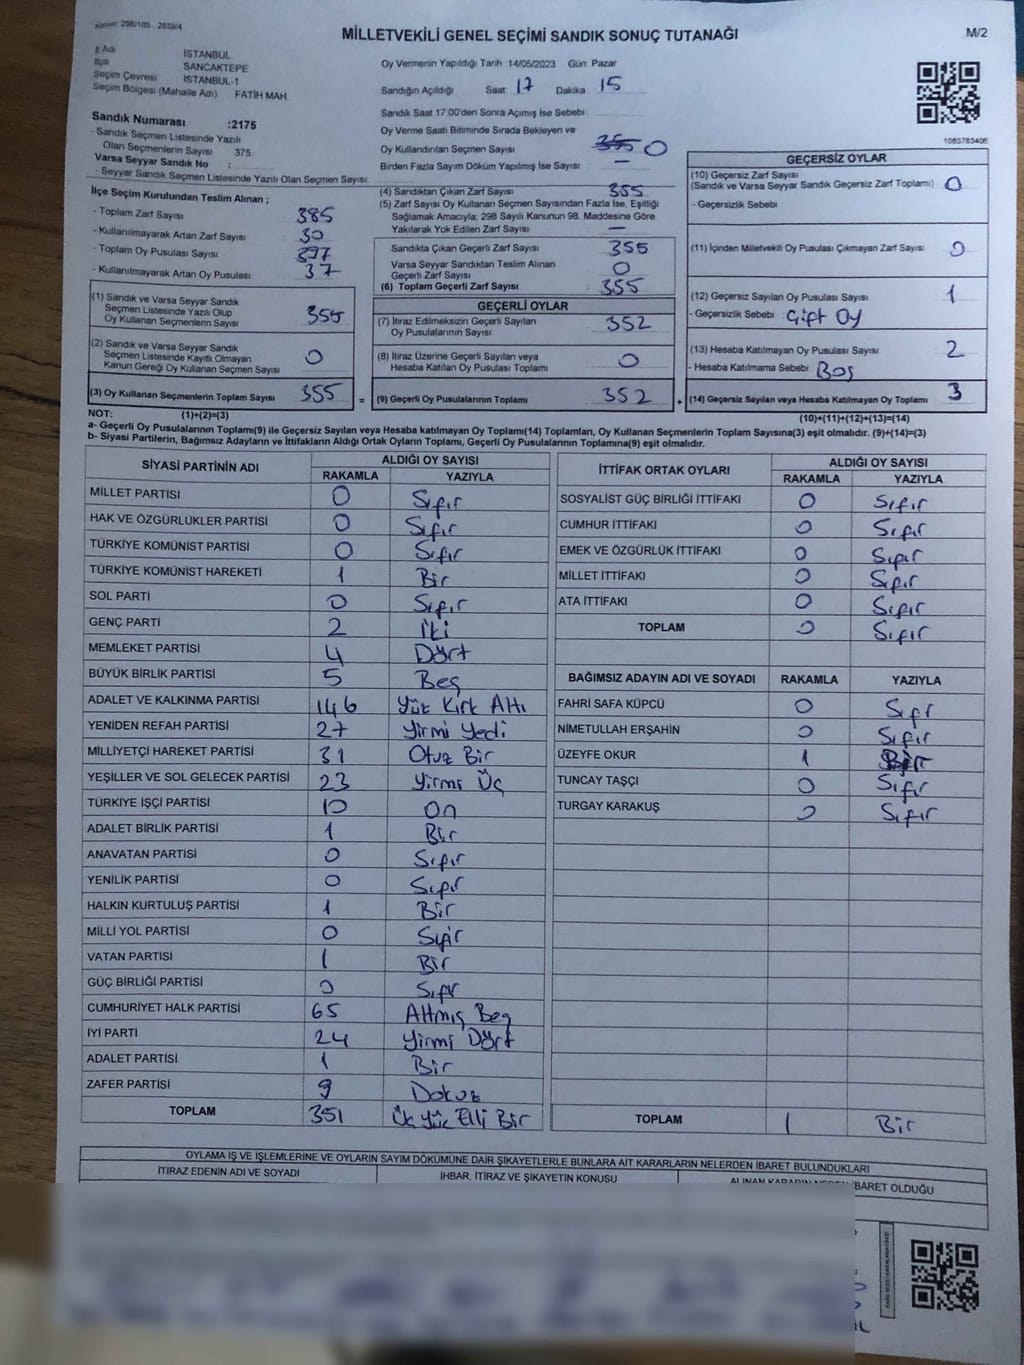 Kanun: 298/105 , 2839/4
MİLLETVEKİLİ GENEL SEÇİMİ SANDIK SONUÇ TUTANAĞI
M/2
İl Adı İSTANBUL
İlçe SANCAKTEPE
Seçim Çevresi İSTANBUL-1
Seçim Bölgesi (Mahalle Adı) FATİH MAH.
Oy Vermenin Yapıldığı Tarih 14/05/2023 Gün: Pazar
Sandığın Açıldığı Saat 17 Dakika 15
Sandık Saat 17:00'den Sonra Açılmış İse Sebebi
Oy Verme Saati Bitiminde Sırada Bekleyen ve
Oy Kullandırılan Seçmen Sayısı 355 0
Birden Fazla Sayım Döküm Yapılmış İse Sayısı —
1083783406
Sandık Numarası :2175
- Sandık Seçmen Listesinde Yazılı
Olan Seçmenlerin Sayısı 375
Varsa Seyyar Sandık No :
- Seyyar Sandık Seçmen Listesinde Yazılı Olan Seçmen Sayısı:
İlçe Seçim Kurulundan Teslim Alınan ;
- Toplam Zarf Sayısı 385
- Kullanılmayarak Artan Zarf Sayısı 30
- Toplam Oy Pusulası Sayısı
- Kullanılmayarak Artan Oy Pusulası 37
(1) Sandık ve Varsa Seyyar Sandık
Seçmen Listesinde Yazılı Olup
Oy Kullanan Seçmenlerin Sayısı 355
(2) Sandık ve Varsa Seyyar Sandık
Seçmen Listesinde Kayıtlı Olmayan
Kanun Gereği Oy Kullanan Seçmen Sayısı 0
(3) Oy Kullanan Seçmenlerin Toplam Sayısı 355 =
(4) Sandıktan Çıkan Zarf Sayısı 355
(5) Zarf Sayısı Oy Kullanan Seçmen Sayısından Fazla İse, Eşitliği
Sağlamak Amacıyla; 298 Sayılı Kanunun 98. Maddesine Göre
Yakılarak Yok Edilen Zarf Sayısı —
Sandıkta Çıkan Geçerli Zarf Sayısı 355
Varsa Seyyar Sandıktan Teslim Alınan
Geçerli Zarf Sayısı 0
(6) Toplam Geçerli Zarf Sayısı 355
GEÇERLİ OYLAR
(7) İtiraz Edilmeksizin Geçerli Sayılan
Oy Pusulalarının Sayısı 352
(8) İtiraz Üzerine Geçerli Sayılan veya
Hesaba Katılan Oy Pusulası Toplamı 0
(9) Geçerli Oy Pusulalarının Toplamı 352 +
GEÇERSİZ OYLAR
(10) Geçersiz Zarf Sayısı
(Sandık ve Varsa Seyyar Sandık Geçersiz Zarf Toplamı) 0
- Geçersizlik Sebebi
(11) İçinden Milletvekili Oy Pusulası Çıkmayan Zarf Sayısı 0
(12) Geçersiz Sayılan Oy Pusulası Sayısı 1
- Geçersizlik Sebebi Çift Oy
(13) Hesaba Katılmayan Oy Pusulası Sayısı 2
- Hesaba Katılmama Sebebi Boş
(14) Geçersiz Sayılan veya Hesaba Katılmayan Oy Toplamı 3
NOT: (1)+(2)=(3) (10)+(11)+(12)+(13)=(14)
a- Geçerli Oy Pusulalarının Toplamı(9) ile Geçersiz Sayılan veya Hesaba katılmayan Oy Toplamı(14) Toplamları, Oy Kullanan Seçmenlerin Toplam Sayısına(3) eşit olmalıdır. (9)+(14)=(3)
b- Siyasi Partilerin, Bağımsız Adayların ve İttifakların Aldığı Ortak Oyların Toplamı, Geçerli Oy Pusulalarının Toplamına(9) eşit olmalıdır.
SİYASİ PARTİNİN ADI ALDIĞI OY SAYISI
RAKAMLA YAZIYLA
MİLLET PARTİSİ 0 Sıfır
HAK VE ÖZGÜRLÜKLER PARTİSİ 0 Sıfır
TÜRKİYE KOMÜNİST PARTİSİ 0 Sıfır
TÜRKİYE KOMÜNİST HAREKETİ 1 Bir
SOL PARTİ 0 Sıfır
GENÇ PARTİ 2 İki
MEMLEKET PARTİSİ 4 Dört
BÜYÜK BİRLİK PARTİSİ 5 Beş
ADALET VE KALKINMA PARTİSİ 146 Yüz Kırk Altı
YENİDEN REFAH PARTİSİ 27 Yirmi Yedi
MİLLİYETÇİ HAREKET PARTİSİ 31 Otuz Bir
YEŞİLLER VE SOL GELECEK PARTİSİ 23 Yirmi Üç
TÜRKİYE İŞÇİ PARTİSİ 10 On
ADALET BİRLİK PARTİSİ 1 Bir
ANAVATAN PARTİSİ 0 Sıfır
YENİLİK PARTİSİ 0 Sıfır
HALKIN KURTULUŞ PARTİSİ 1 Bir
MİLLİ YOL PARTİSİ 0 Sıfır
VATAN PARTİSİ 1 Bir
GÜÇ BİRLİĞİ PARTİSİ 0 Sıfır
CUMHURİYET HALK PARTİSİ 65 Altmış Beş
İYİ PARTİ 24 Yirmi Dört
ADALET PARTİSİ 1 Bir
ZAFER PARTİSİ 9 Dokuz
TOPLAM 351 Üç Yüz Elli Bir
İTTİFAK ORTAK OYLARI ALDIĞI OY SAYISI
RAKAMLA YAZIYLA
SOSYALİST GÜÇ BİRLİĞİ İTTİFAKI 0 Sıfır
CUMHUR İTTİFAKI 0 Sıfır
EMEK VE ÖZGÜRLÜK İTTİFAKI 0 Sıfır
MİLLET İTTİFAKI 0 Sıfır
ATA İTTİFAKI 0 Sıfır
TOPLAM 0 Sıfır
BAĞIMSIZ ADAYIN ADI VE SOYADI RAKAMLA YAZIYLA
FAHRİ SAFA KÜPCÜ 0 Sıfır
NİMETULLAH ERŞAHİN 0 Sıfır
ÜZEYFE OKUR 1 Bir
TUNCAY TAŞÇI 0 Sıfır
TURGAY KARAKUŞ 0 Sıfır
TOPLAM 1 Bir
OYLAMA İŞ VE İŞLEMLERİNE VE OYLARIN SAYIM DÖKÜMÜNE DAİR ŞİKAYETLERLE BUNLARA AİT KARARLARIN NELERDEN İBARET BULUNDUKLARI
İTİRAZ EDENİN ADI VE SOYADI İHBAR, İTİRAZ VE ŞİKAYETİN KONUSU ALINAN KARARIN NEDEN İBARET OLDUĞU